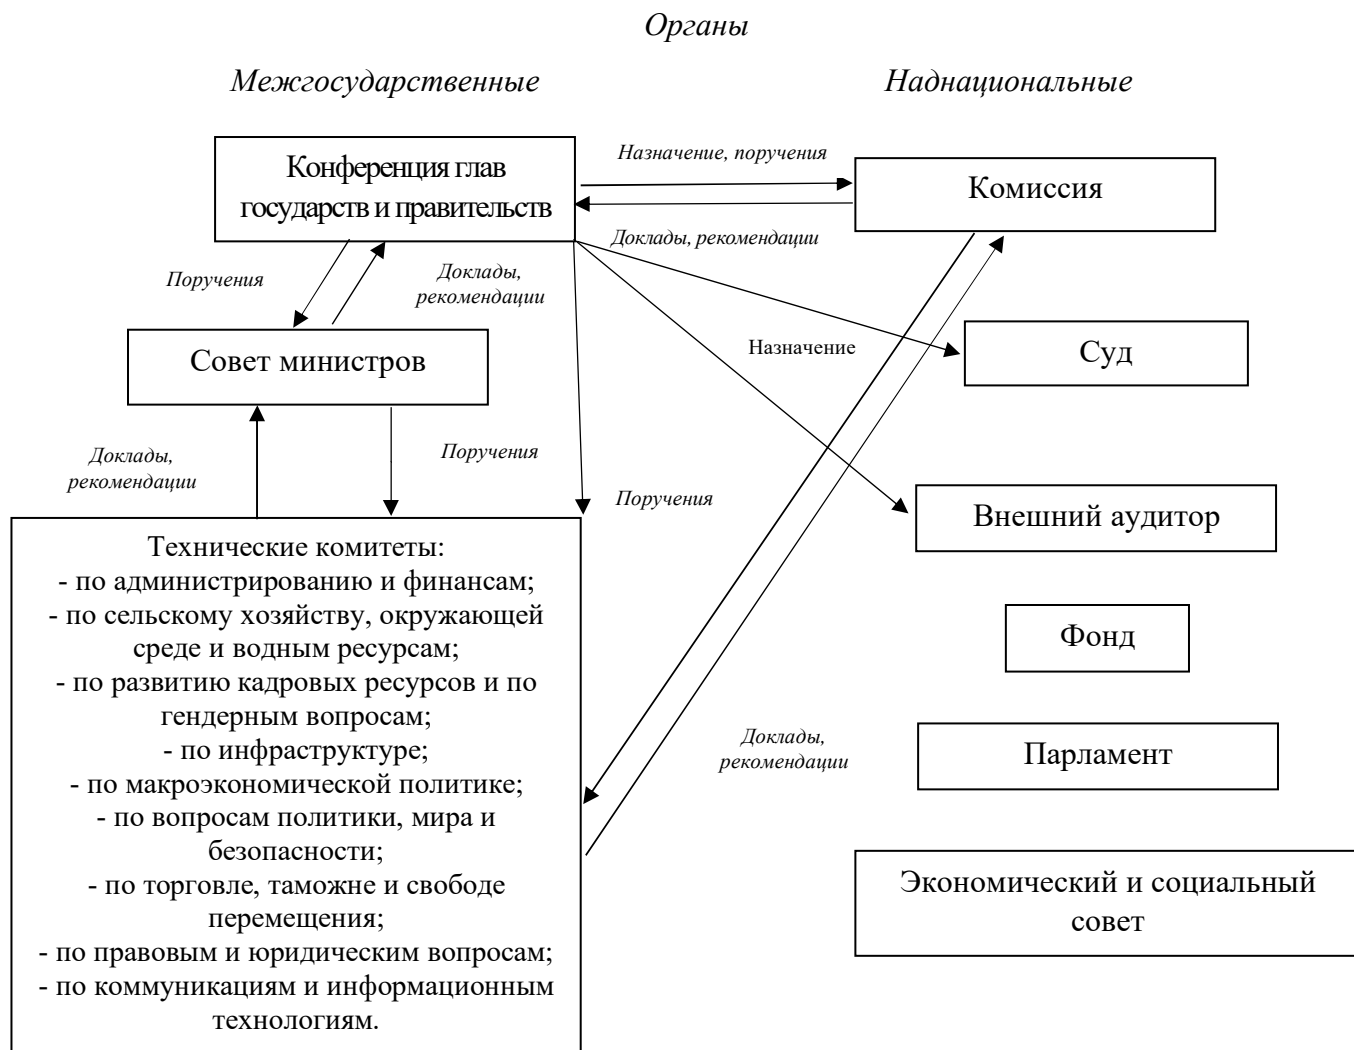 Органы
Межгосударственные
Наднациональные
Конференция глав
государств и правительств
Назначение, поручения
Комиссия
Доклады, рекомендации
Поручения
Доклады,
рекомендации
Совет министров
Назначение
Суд
Доклады,
рекомендации
Поручения
Поручения
Внешний аудитор
Технические комитеты:
- по администрированию и финансам;
- по сельскому хозяйству, окружающей
среде и водным ресурсам;
- по развитию кадровых ресурсов и по
гендерным вопросам;
- по инфраструктуре;
- по макроэкономической политике;
- по вопросам политики, мира и
безопасности;
- по торговле, таможне и свободе
перемещения;
- по правовым и юридическим вопросам;
- по коммуникациям и информационным
технологиям.
Фонд
Доклады,
рекомендации
Парламент
Экономический и социальный
совет